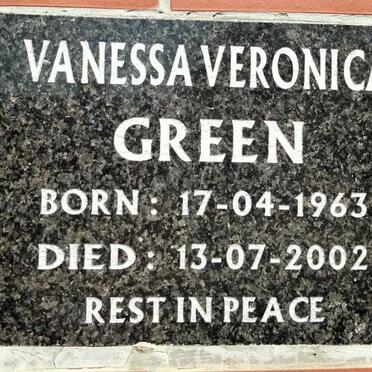 VANESSA VERONICA
GREEN
BORN: 17-04-1963
DIED: 13-07-2002
REST IN PEACE